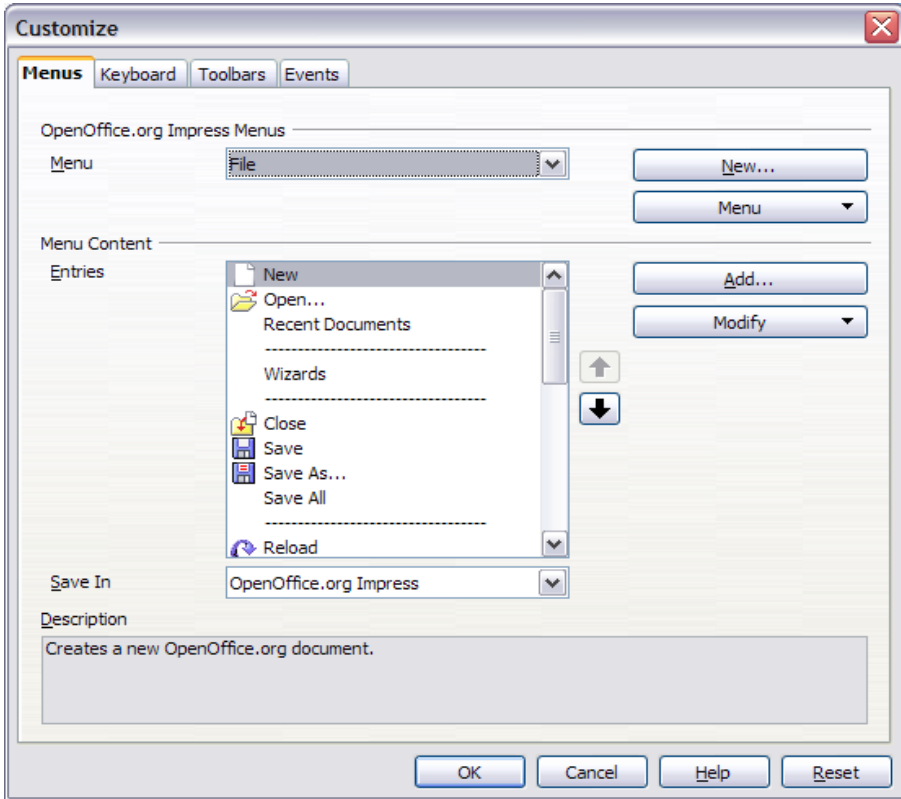 Customize
Menus Keyboard Toolbars Events
OpenOffice.org Impress Menus
Menu File New...
Menu
Menu Content
Entries New Add...
Open...
Recent Documents Modify
----------------------------------
Wizards
----------------------------------
Close
Save
Save As...
Save All
----------------------------------
Reload
Save In OpenOffice.org Impress
Description
Creates a new OpenOffice.org document.
OK Cancel Help Reset